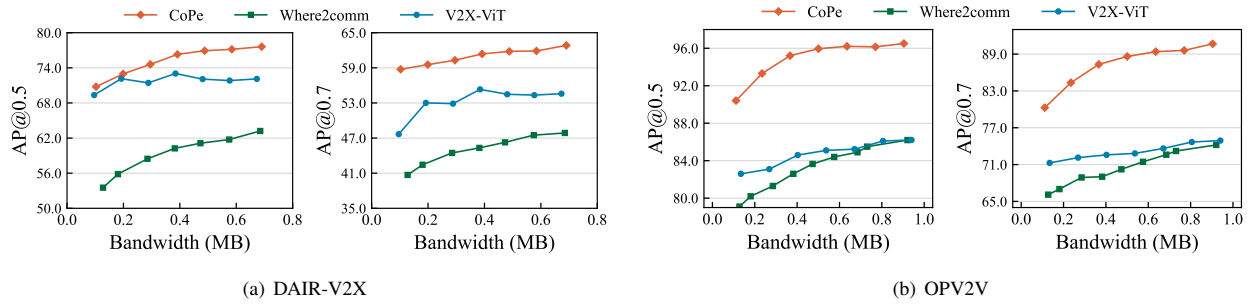 CoPe Where2comm V2X-ViT
80.0
74.0
68.0
62.0
56.0
50.0
AP@0.5
0.0 0.2 0.4 0.6 0.8
Bandwidth (MB)
65.0
59.0
53.0
47.0
41.0
35.0
AP@0.7
0.0 0.2 0.4 0.6 0.8
Bandwidth (MB)
(a) DAIR-V2X
CoPe Where2comm V2X-ViT
96.0
92.0
88.0
84.0
80.0
AP@0.5
0.0 0.2 0.4 0.6 0.8 1.0
Bandwidth (MB)
89.0
83.0
77.0
71.0
65.0
AP@0.7
0.0 0.2 0.4 0.6 0.8 1.0
Bandwidth (MB)
(b) OPV2V